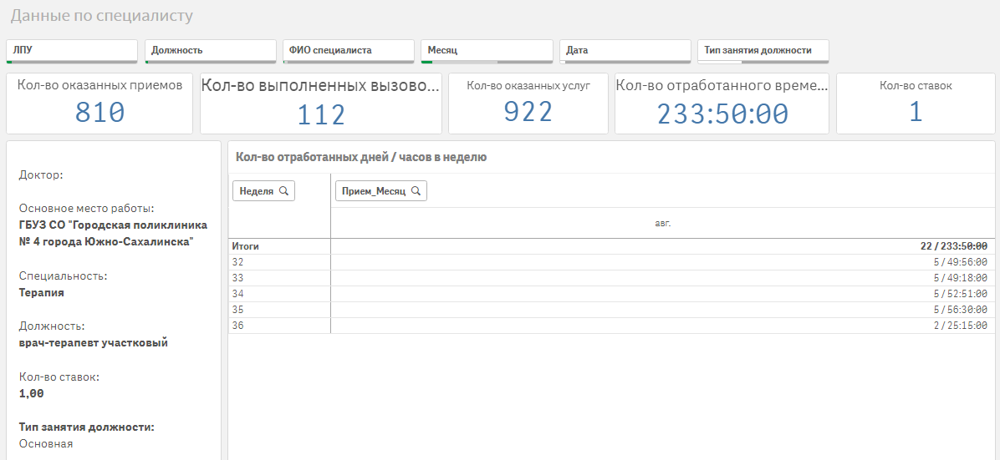 Данные по специалисту
ЛПУ
Должность
ФИО специалиста
Месяц
Дата
Тип занятия должности
Кол-во оказанных приемов
810
Кол-во выполненных вызово...
112
Кол-во оказанных услуг
922
Кол-во отработанного време...
233:50:00
Кол-во ставок
1
Доктор:
Основное место работы:
ГБУЗ СО "Городская поликлиника
№ 4 города Южно-Сахалинска"
Специальность:
Терапия
Должность:
врач-терапевт участковый
Кол-во ставок:
1,00
Тип занятия должности:
Основная
Кол-во отработанных дней / часов в неделю
Неделя
Прием_Месяц
авг.
Итоги 22 / 233:50:00
32 5 / 49:56:00
33 5 / 49:18:00
34 5 / 52:51:00
35 5 / 56:30:00
36 2 / 25:15:00